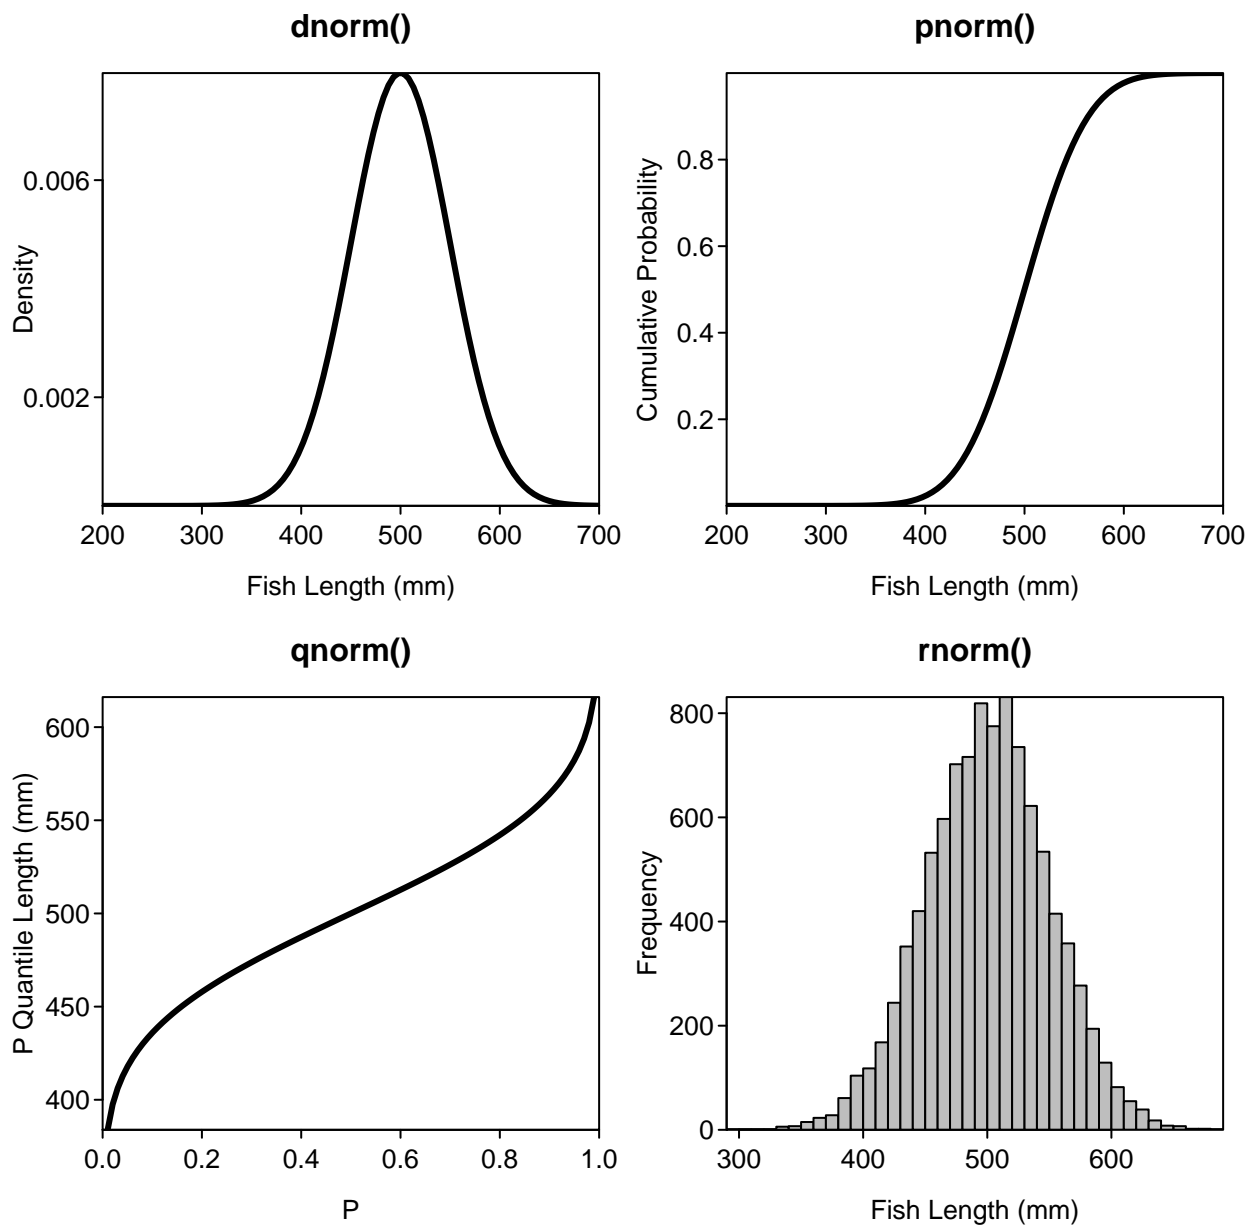 dnorm()
Density
0.006
0.002
200 300 400 500 600 700
Fish Length (mm)
pnorm()
Cumulative Probability
0.8
0.6
0.4
0.2
200 300 400 500 600 700
Fish Length (mm)
qnorm()
P Quantile Length (mm)
600
550
500
450
400
0.0 0.2 0.4 0.6 0.8 1.0
P
rnorm()
Frequency
800
600
400
200
0
300 400 500 600
Fish Length (mm)